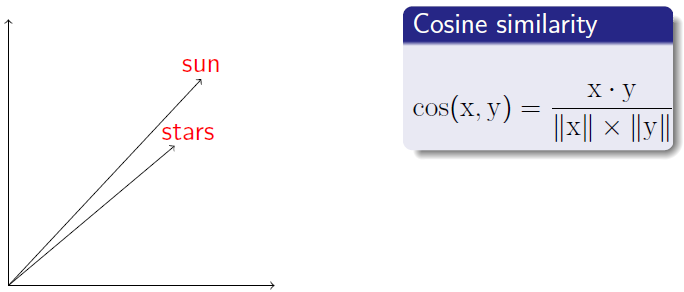 sun
stars
Cosine similarity
cos(x, y) = x · y / ‖x‖ × ‖y‖